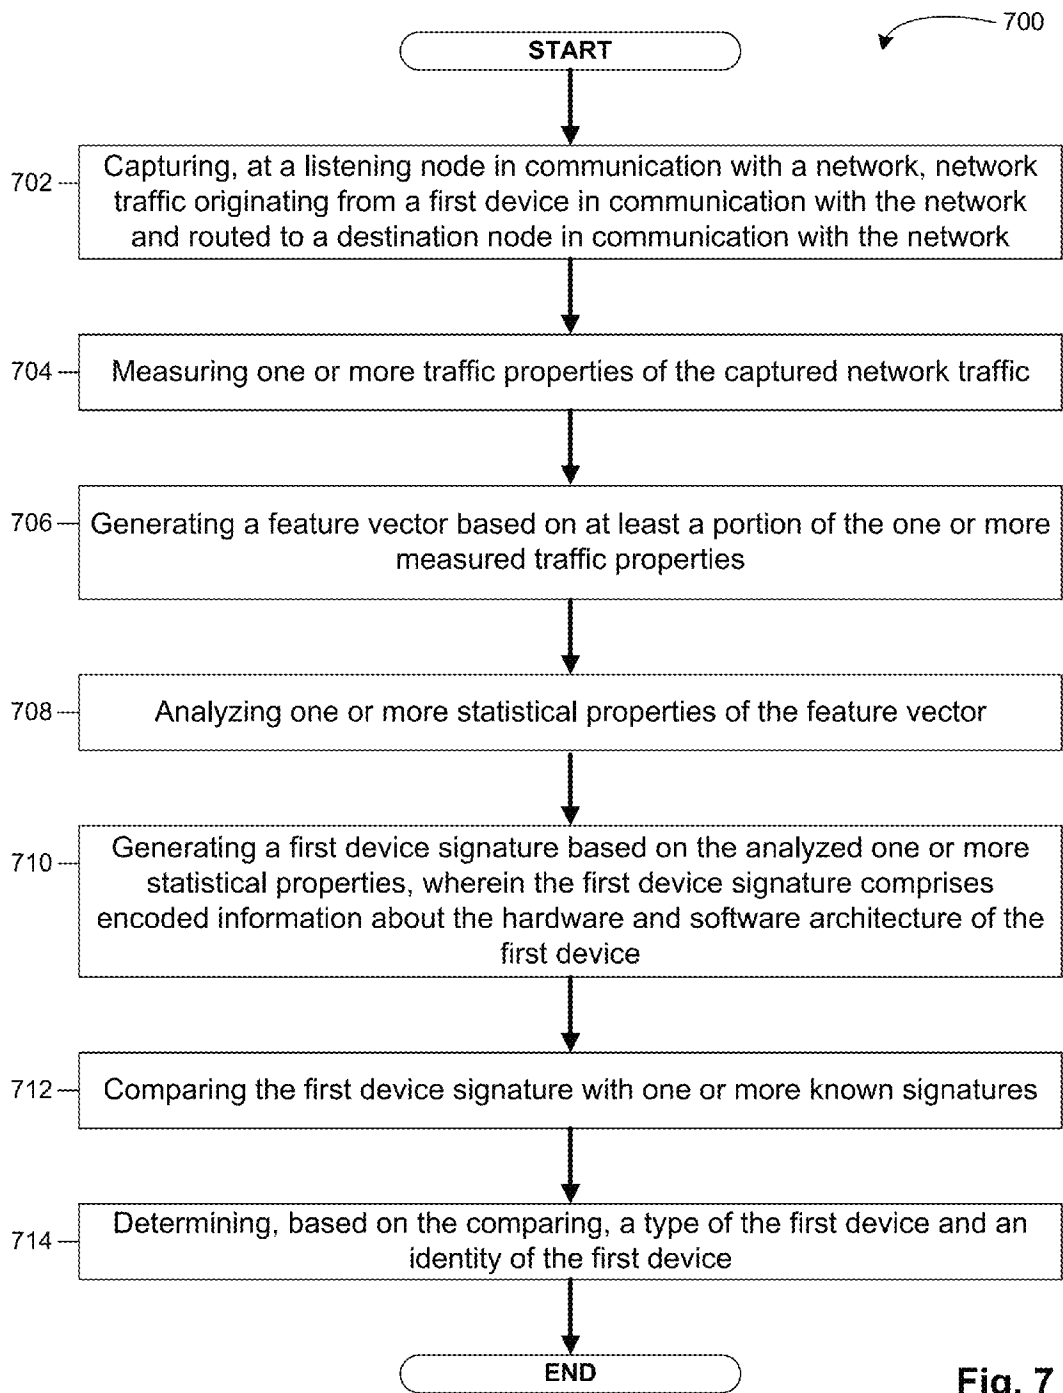 700
START
702
Capturing, at a listening node in communication with a network, network
traffic originating from a first device in communication with the network
and routed to a destination node in communication with the network
704
Measuring one or more traffic properties of the captured network traffic
706
Generating a feature vector based on at least a portion of the one or more
measured traffic properties
708
Analyzing one or more statistical properties of the feature vector
710
Generating a first device signature based on the analyzed one or more
statistical properties, wherein the first device signature comprises
encoded information about the hardware and software architecture of the
first device
712
Comparing the first device signature with one or more known signatures
714
Determining, based on the comparing, a type of the first device and an
identity of the first device
END
Fig. 7